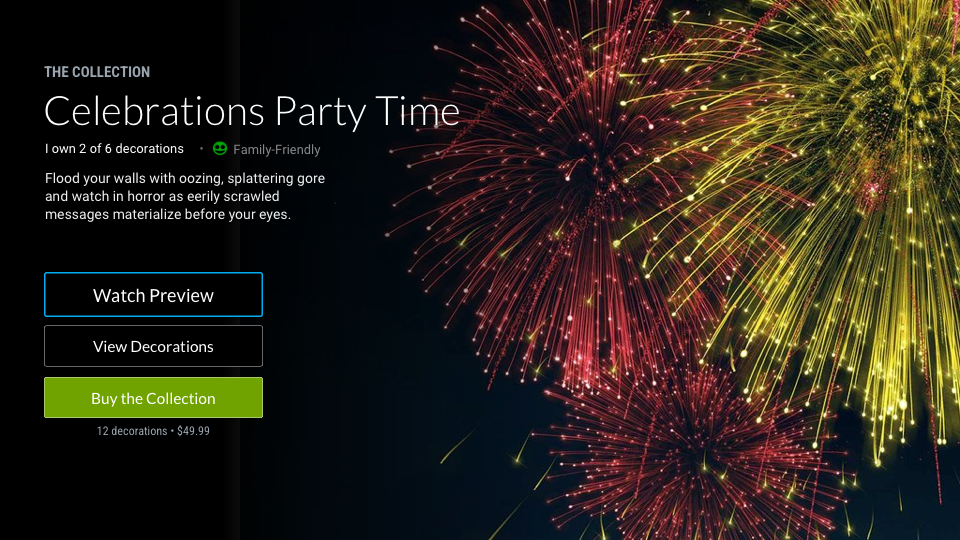 THE COLLECTION
Celebrations Party Time
I own 2 of 6 decorations • Family-Friendly
Flood your walls with oozing, splattering gore
and watch in horror as eerily scrawled
messages materialize before your eyes.
Watch Preview
View Decorations
Buy the Collection
12 decorations • $49.99